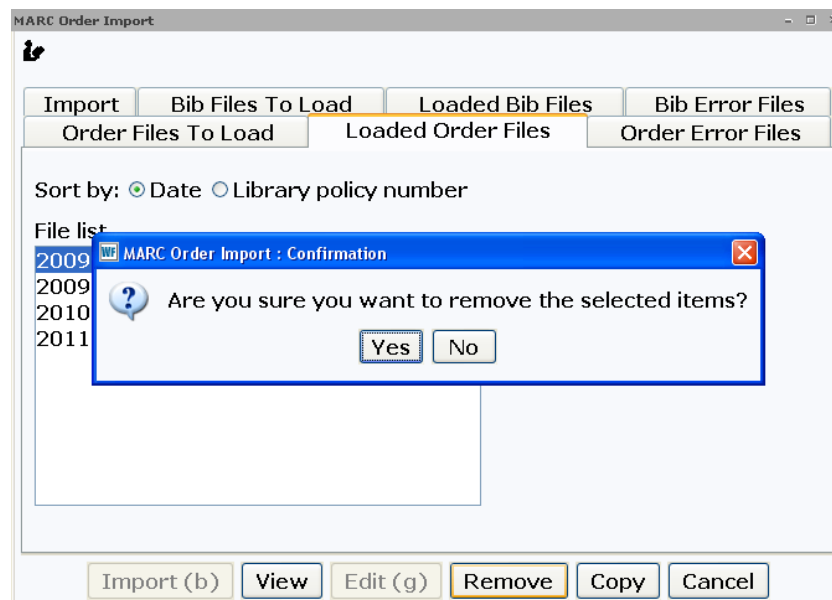 MARC Order Import
Import Bib Files To Load Loaded Bib Files Bib Error Files
Order Files To Load Loaded Order Files Order Error Files
Sort by: Date Library policy number
File list
WF MARC Order Import : Confirmation
2009
Are you sure you want to remove the selected items?
2009
2010
2011
Yes No
Import (b) View Edit (g) Remove Copy Cancel